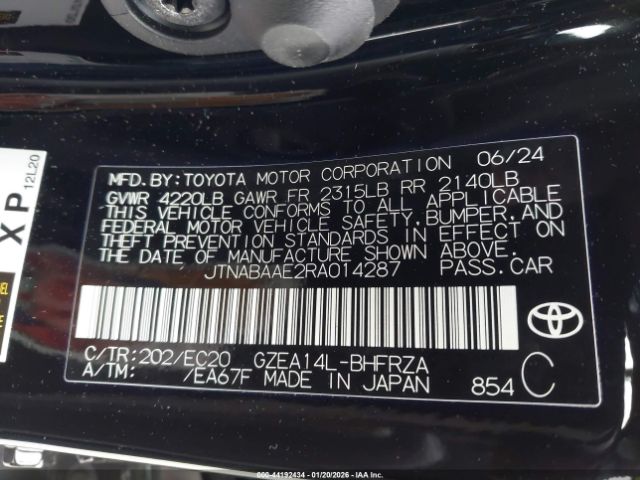 MFD.BY:TOYOTA MOTOR CORPORATION 06/24
GVWR 4220LB GAWR FR 2315LB RR 2140LB
THIS VEHICLE CONFORMS TO ALL APPLICABLE
FEDERAL MOTOR VEHICLE SAFETY,BUMPER,AND
THEFT PREVENTION STANDARDS IN EFFECT ON
THE DATE OF MANUFACTURE SHOWN ABOVE.
JTNABAAE2RA014287 PASS.CAR
C/TR:202/EC20 GZEA14L-BHFRZA
A/TM: /EA67F MADE IN JAPAN 854 C
XP
12L20
000-44192434 | 01/20/2026 | IAA